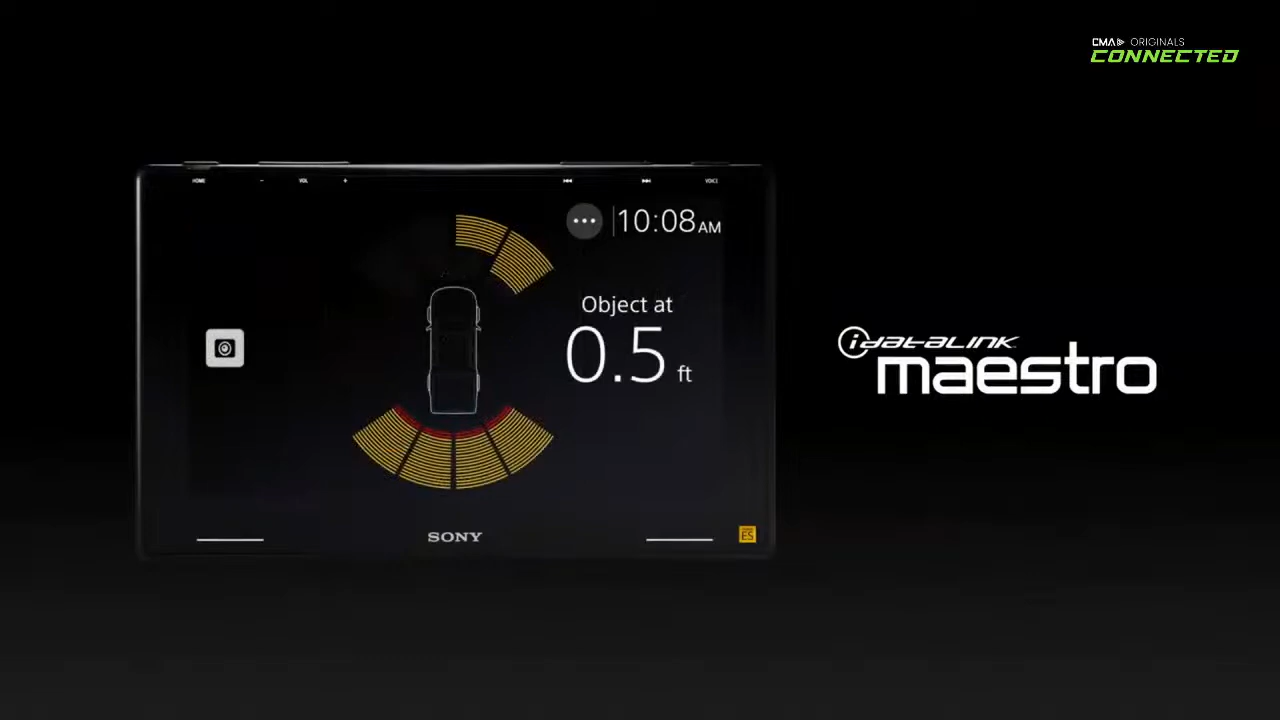 CMA ORIGINALS
CONNECTED
HOME - VOL + VOICE
10:08AM
Object at
0.5 ft
idatalink
maestro
SONY
ES